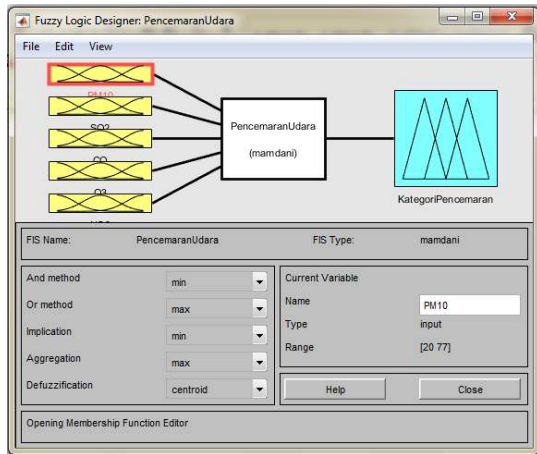 Fuzzy Logic Designer: PencemaranUdara
File Edit View
PM10
SO2
CO
O3
PencemaranUdara
(mamdani)
KategoriPencemaran
FIS Name: PencemaranUdara FIS Type: mamdani
And method min
Or method max
Implication min
Aggregation max
Defuzzification centroid
Current Variable
Name PM10
Type input
Range [20 77]
Help Close
Opening Membership Function Editor